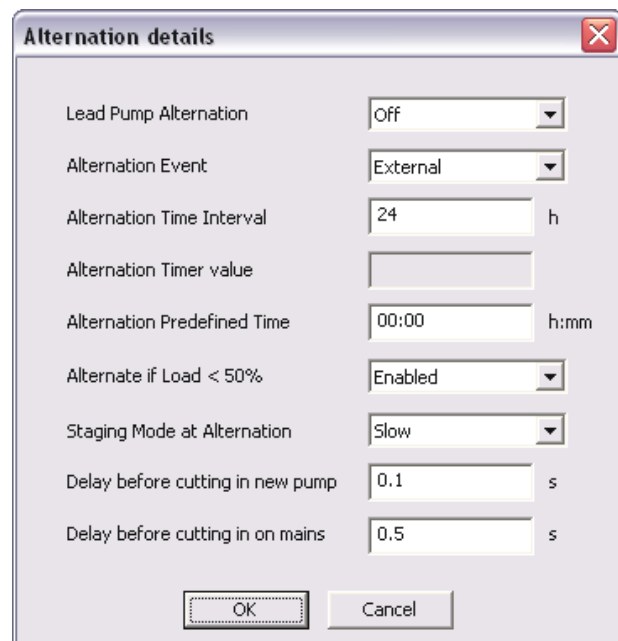 Alternation details
Lead Pump Alternation Off
Alternation Event External
Alternation Time Interval 24 h
Alternation Timer value
Alternation Predefined Time 00:00 h:mm
Alternate if Load < 50% Enabled
Staging Mode at Alternation Slow
Delay before cutting in new pump 0.1 s
Delay before cutting in on mains 0.5 s
OK Cancel